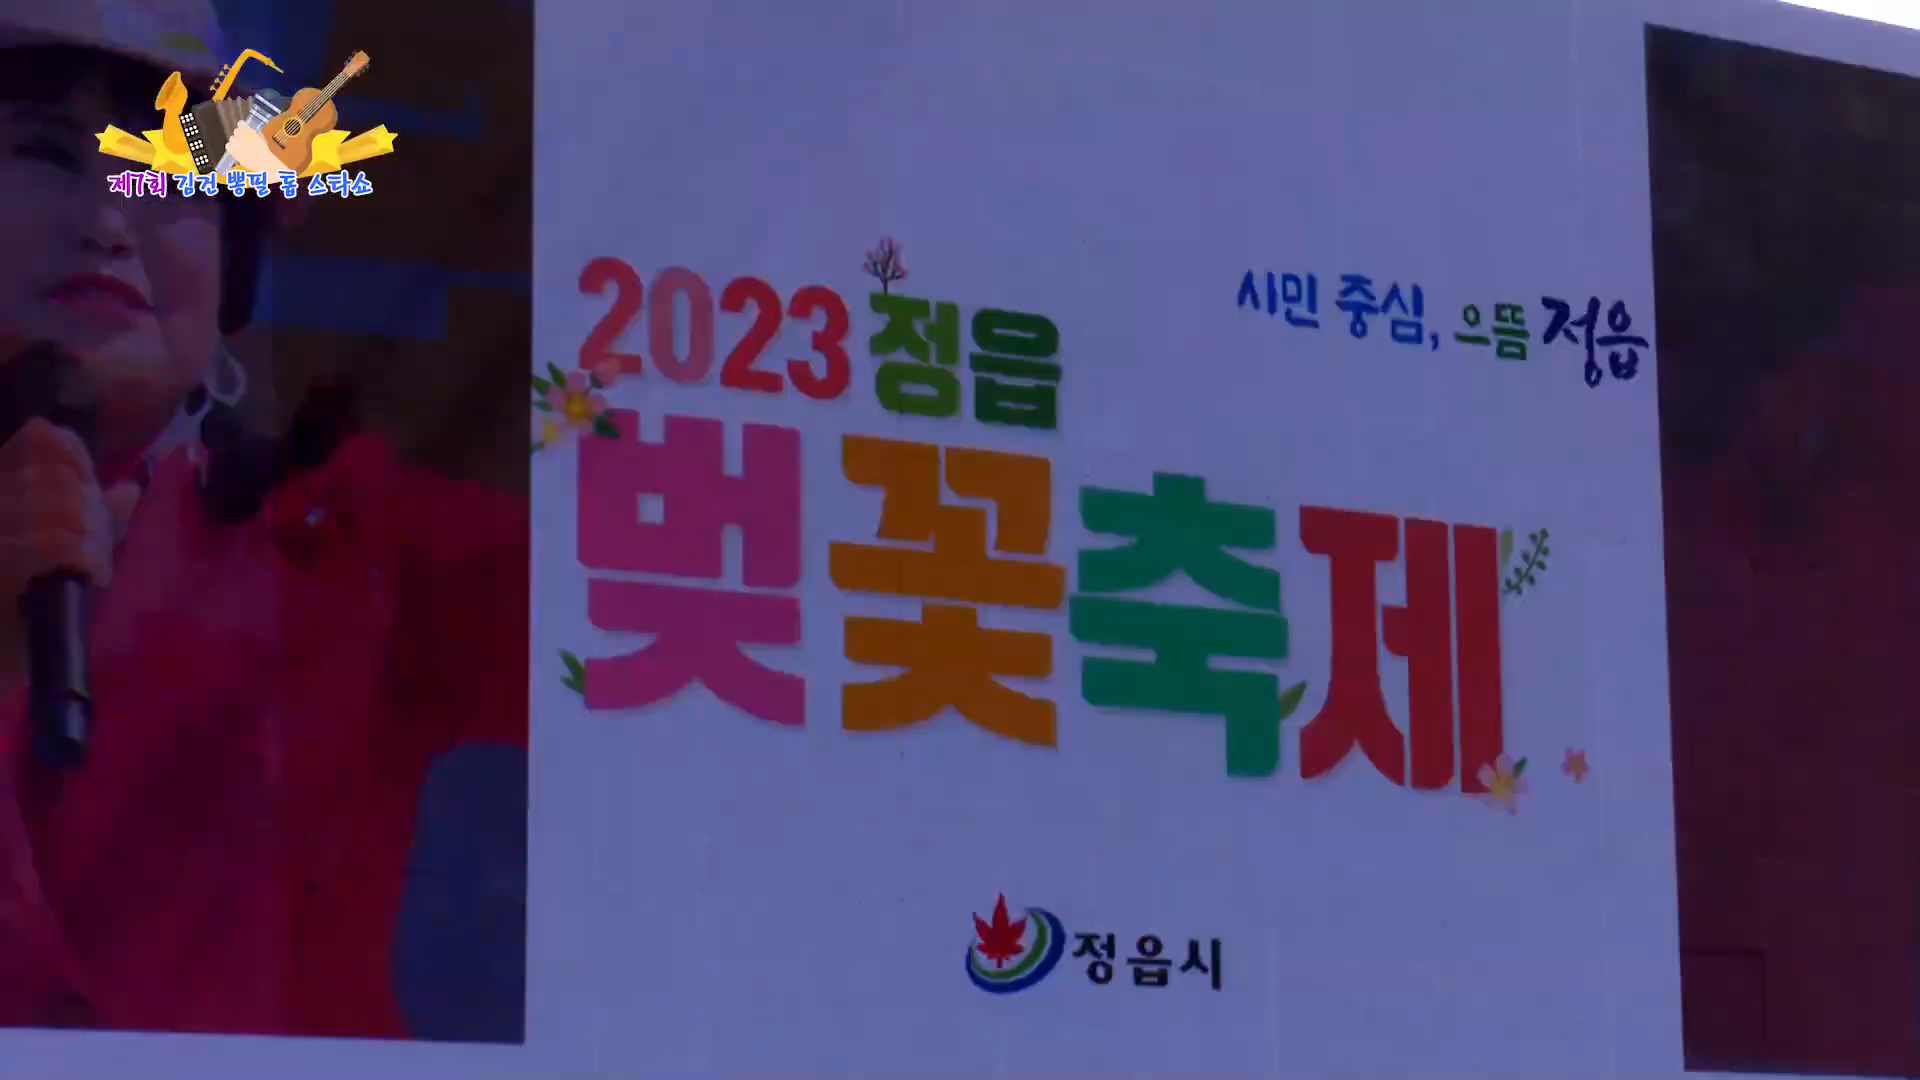 제7회 김건 뽕필 톱 스타쇼
2023 정읍
벚꽃축제
시민 중심, 으뜸 정읍
정읍시